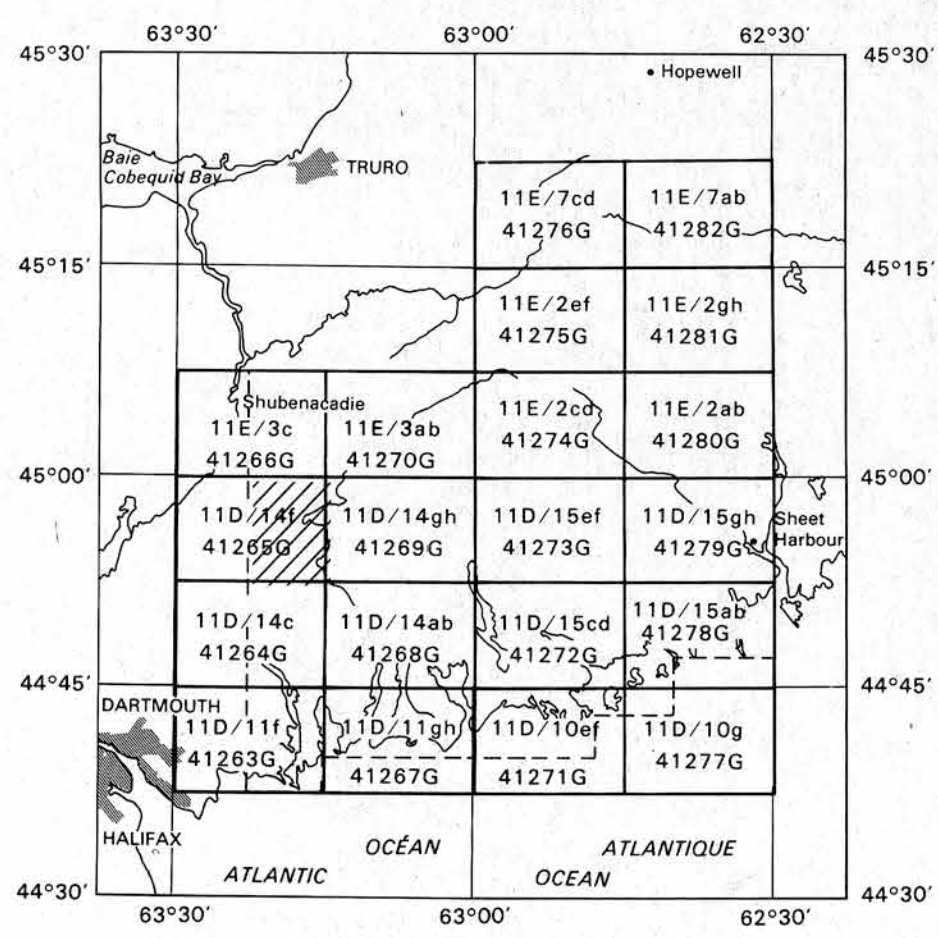 63°30′ 63°00′ 62°30′
45°30′ 45°30′
Hopewell
Baie
Cobequid Bay
TRURO
11E/7cd 11E/7ab
41276G 41282G
45°15′ 45°15′
11E/2ef 11E/2gh
41275G 41281G
Shubenacadie
11E/3c 11E/3ab 11E/2cd 11E/2ab
41266G 41270G 41274G 41280G
45°00′ 45°00′
11D/14f 11D/14gh 11D/15ef 11D/15gh
41265G 41269G 41273G 41279G
Sheet
Harbour
11D/14c 11D/14ab 11D/15cd 11D/15ab
41264G 41268G 41272G 41278G
44°45′ 44°45′
DARTMOUTH
11D/11f 11D/11gh 11D/10ef 11D/10g
41263G 41267G 41271G 41277G
HALIFAX
OCÉAN ATLANTIQUE
ATLANTIC OCEAN
44°30′ 44°30′
63°30′ 63°00′ 62°30′